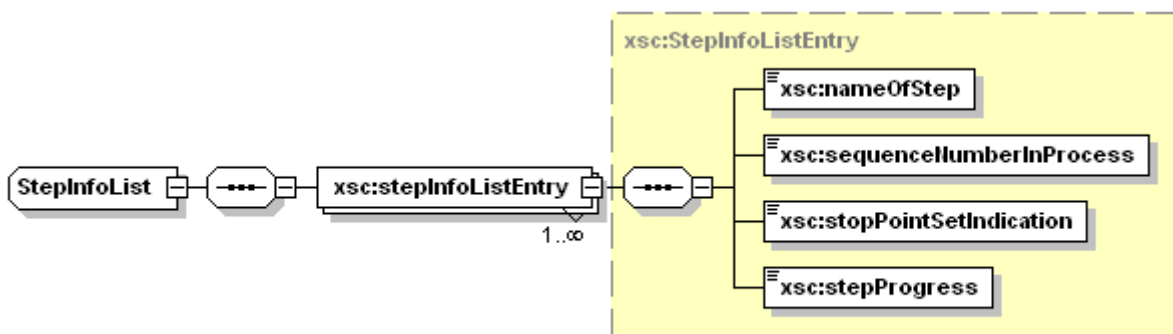 xsc:StepInfoListEntry
xsc:nameOfStep
xsc:sequenceNumberInProcess
StepInfoList
xsc:stepInfoListEntry
1..∞
xsc:stopPointSetIndication
xsc:stepProgress